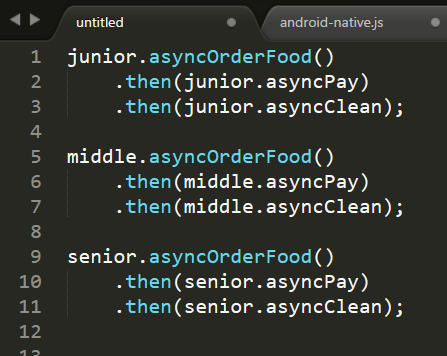 untitled
android-native.js
1 junior.asyncOrderFood()
2     .then(junior.asyncPay)
3     .then(junior.asyncClean);
4
5 middle.asyncOrderFood()
6     .then(middle.asyncPay)
7     .then(middle.asyncClean);
8
9 senior.asyncOrderFood()
10     .then(senior.asyncPay)
11     .then(senior.asyncClean);
12